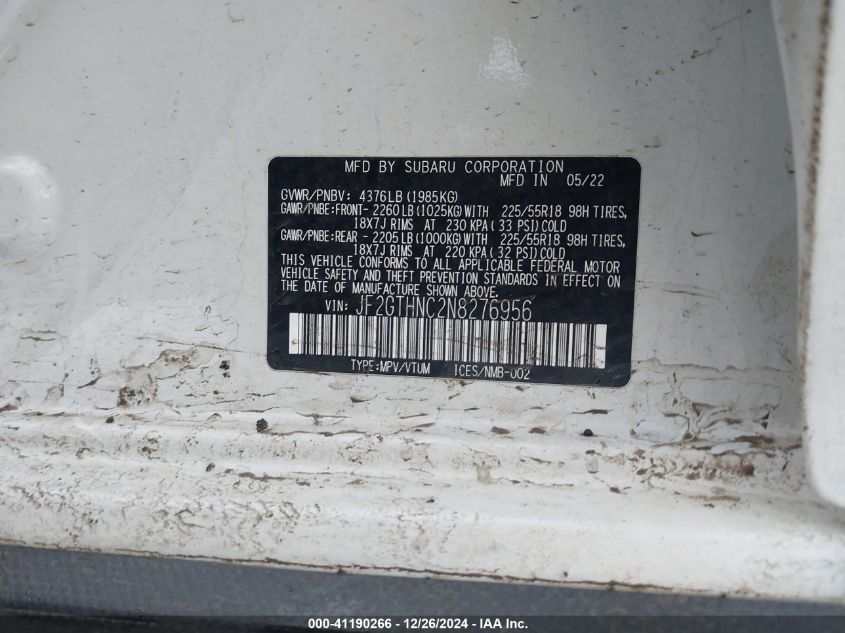 MFD BY SUBARU CORPORATION
MFD IN 05/22
GVWR/PNBV: 4376LB (1985KG)
GAWR/PNBE:FRONT- 2260LB (1025KG)WITH 225/55R18 98H TIRES,
18X7J RIMS AT 230 KPA( 33 PSI)COLD
GAWR/PNBE:REAR - 2205LB (1000KG)WITH 225/55R18 98H TIRES,
18X7J RIMS AT 220 KPA( 32 PSI)COLD
THIS VEHICLE CONFORMS TO ALL APPLICABLE FEDERAL MOTOR
VEHICLE SAFETY AND THEFT PREVENTION STANDARDS IN EFFECT ON
THE DATE OF MANUFACTURE SHOWN ABOVE.
VIN: JF2GTHNC2N8276956
TYPE:MPV/VTUM ICES/NMB-002
000-41190266 - 12/26/2024 - IAA Inc.